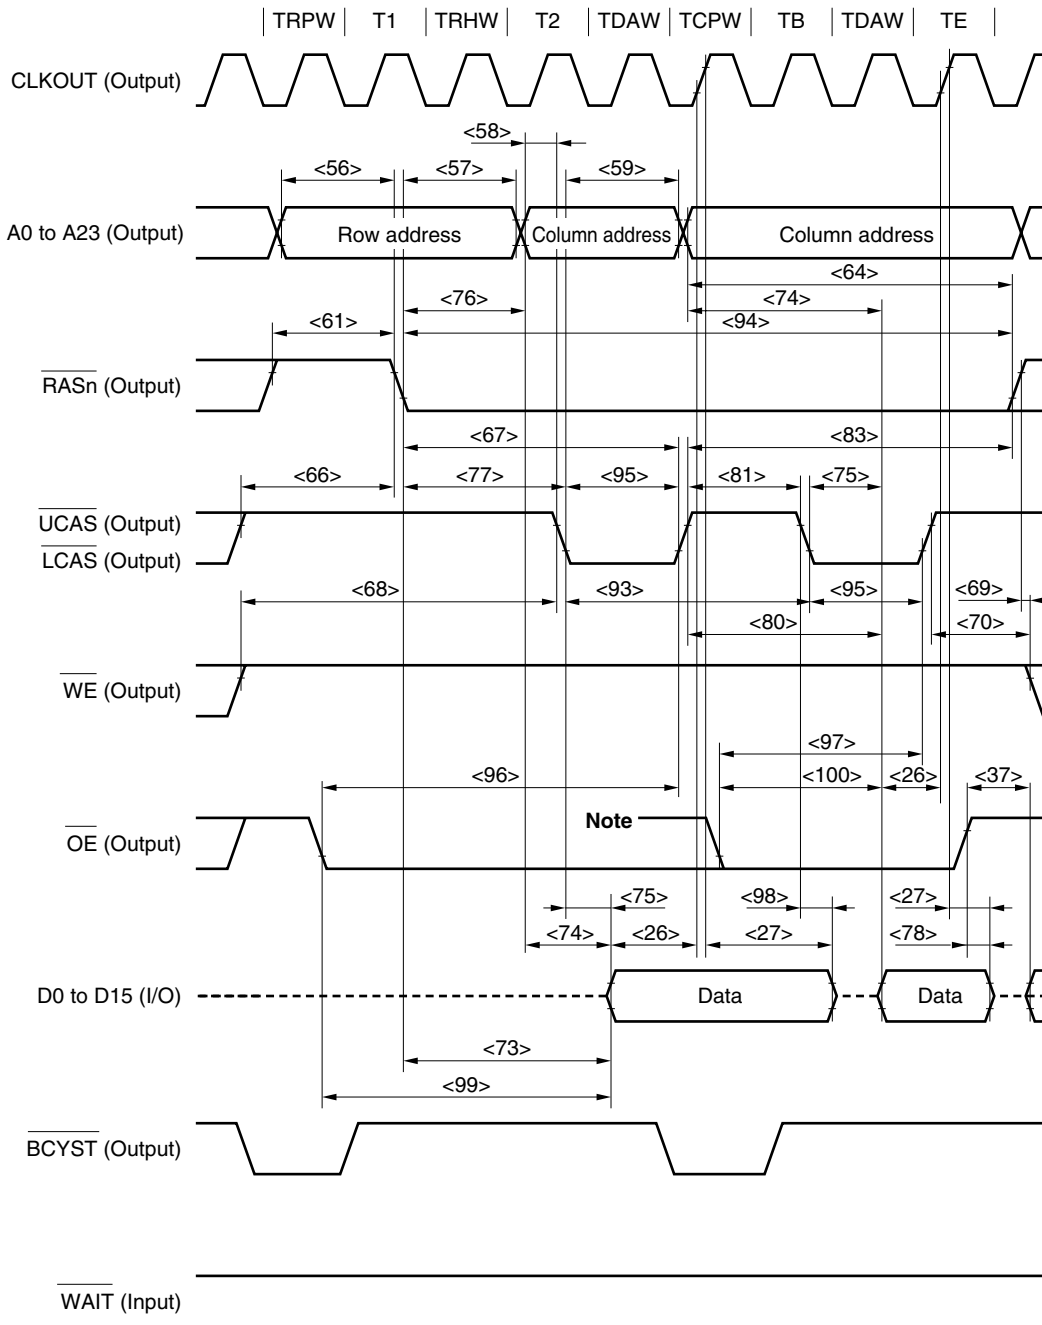 TRPW T1 TRHW T2 TDAW TCPW TB TDAW TE
CLKOUT (Output)
<58>
<56> <57> <59>
A0 to A23 (Output) Row address Column address Column address
<64>
<76> <74>
<61> <94>
RASn (Output)
<67> <83>
<66> <77> <95> <81> <75>
UCAS (Output)
LCAS (Output)
<68> <93> <95> <69>
<80> <70>
WE (Output)
<97>
<96> <100> <26> <37>
OE (Output) Note
<75> <98> <27>
<74> <26> <27> <78>
D0 to D15 (I/O) Data Data
<73>
<99>
BCYST (Output)
WAIT (Input)